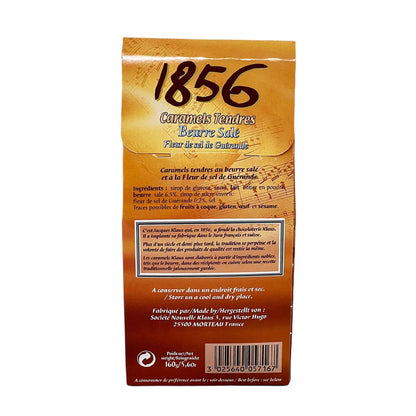 1856
Caramels Tendres
Beurre Salé
Fleur de sel de Guérande
Caramels tendres au beurre salé
et à la Fleur de sel de Guérande.
Ingrédients : sirop de glucose, sucre, lait entier en poudre,
beurre salé 6,5%, sirop de sucre inverti,
Fleur de sel de Guérande 0,2%, sel.
Traces possibles de fruits à coque, gluten, œuf et sésame.
C'est Jacques Klaus qui, en 1856, a fondé la chocolaterie Klaus.
Il a implanté sa fabrique dans le Jura français et suisse.
Plus d'un siècle et demi plus tard, la tradition se perpétue et la
volonté de faire des produits de qualité est restée la même.
Les caramels Klaus sont élaborés à partir d'ingrédients nobles,
tels que le beurre, dans des récipients en cuivre selon une recette
traditionnelle jalousement gardée.
A conserver dans un endroit frais et sec.
/ Store in a cool and dry place.
Fabriqué par/Made by/Hergestellt von :
Société Nouvelle Klaus 3, rue Victor Hugo
25500 MORTEAU France
Poids net/net
weight/feingewicht
160g/5,6oz
3 025640 057167
A consommer de préférence avant le : voir dessous / Best before : see below